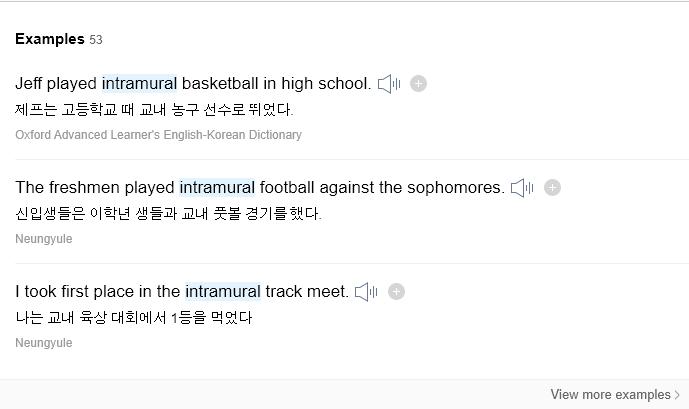 Examples 53
Jeff played intramural basketball in high school.
제프는 고등학교 때 교내 농구 선수로 뛰었다.
Oxford Advanced Learner's English-Korean Dictionary
The freshmen played intramural football against the sophomores.
신입생들은 이학년 생들과 교내 풋볼 경기를 했다.
Neungyule
I took first place in the intramural track meet.
나는 교내 육상 대회에서 1등을 먹었다
Neungyule
View more examples